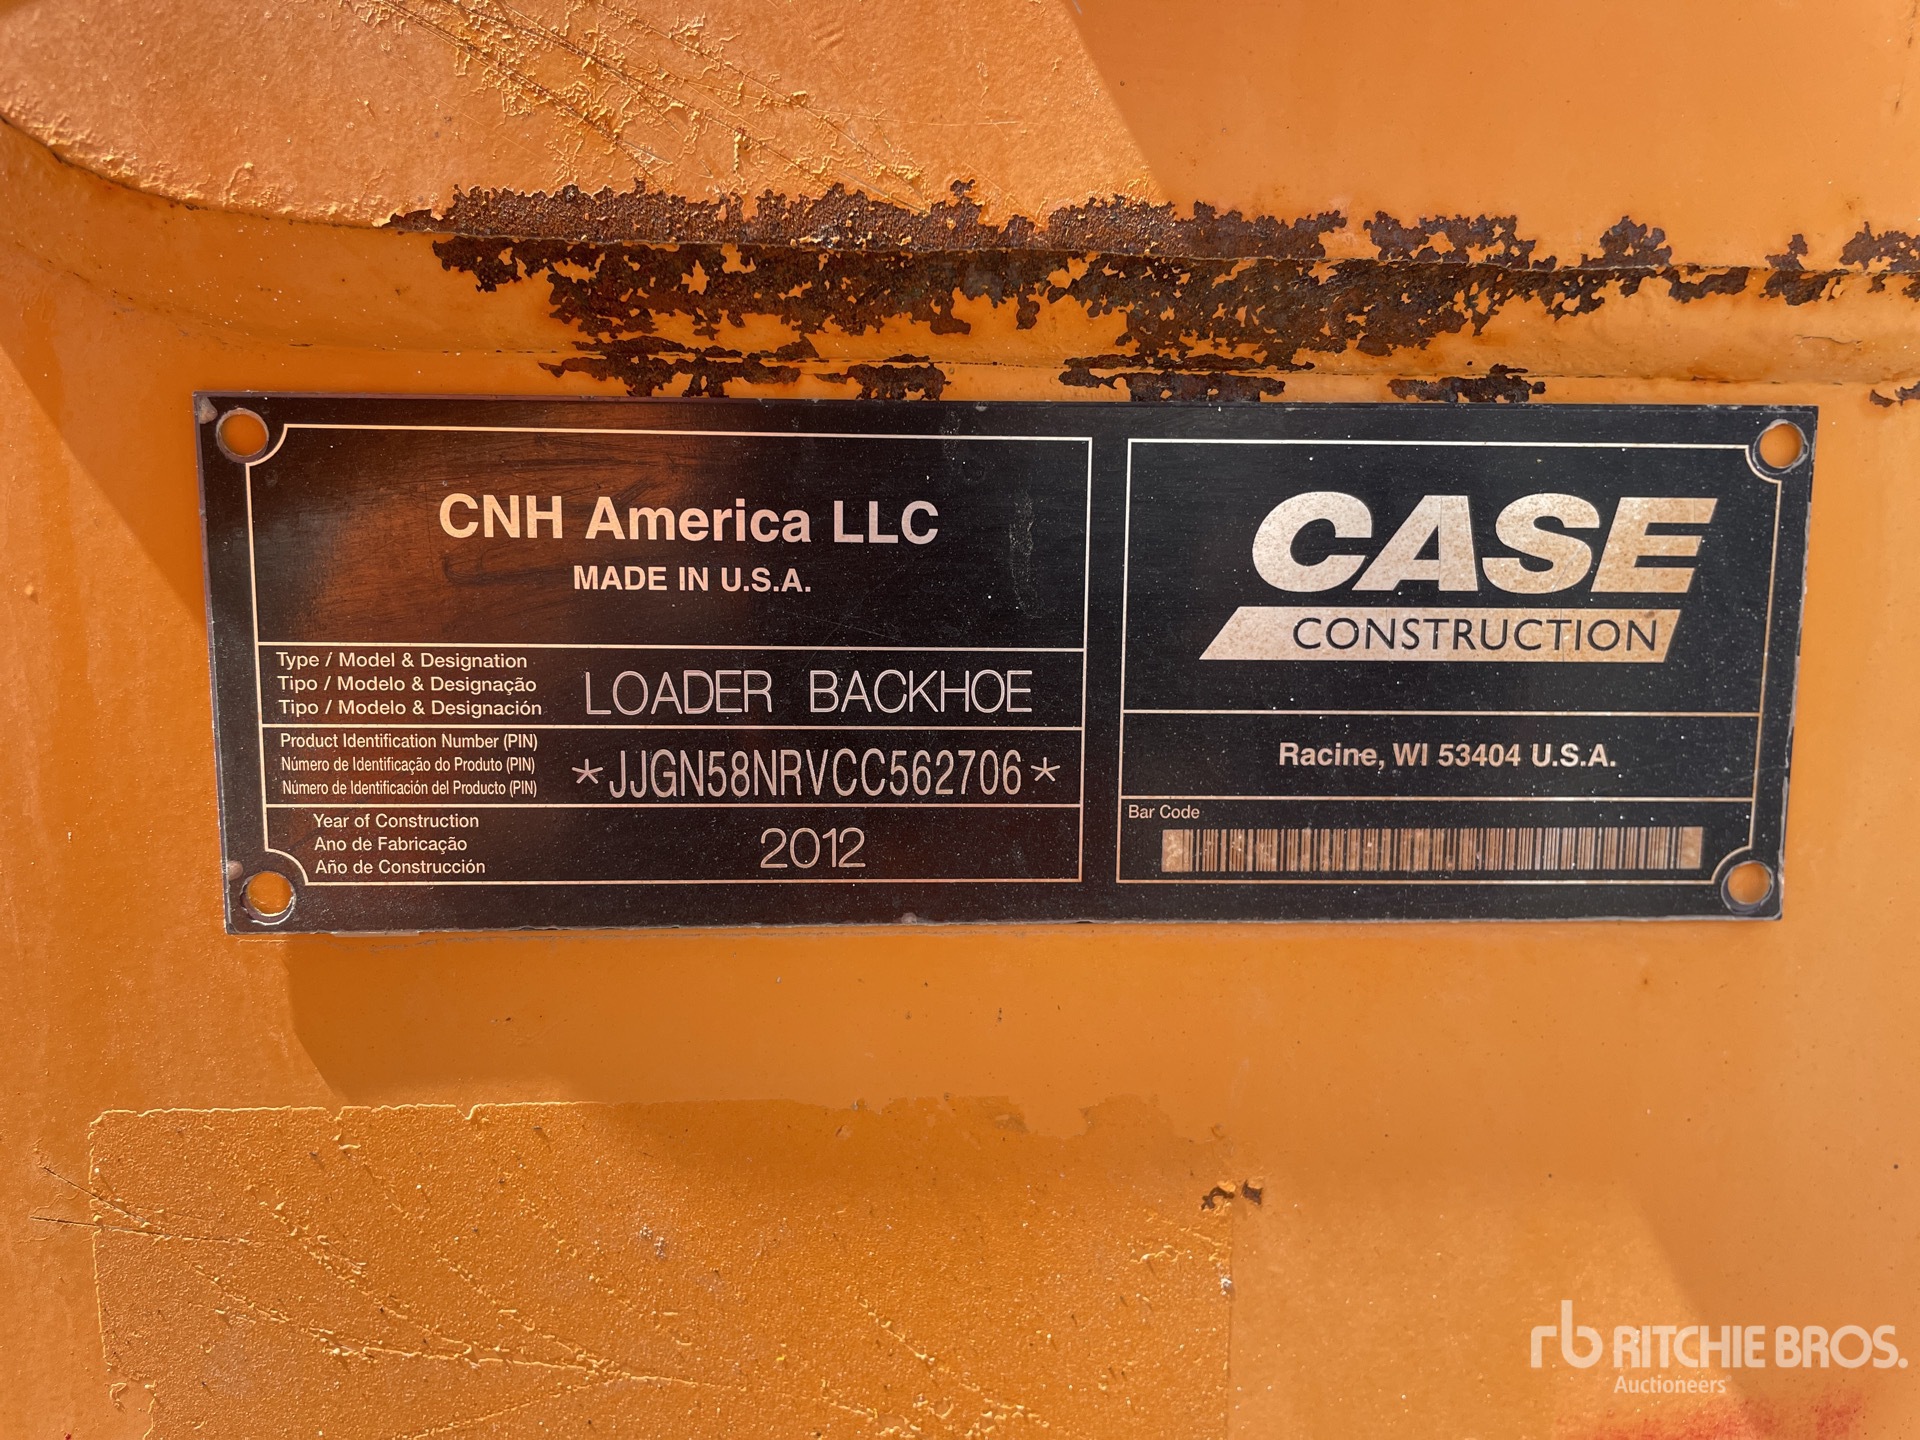 CNH America LLC
MADE IN U.S.A.
Type / Model & Designation
Tipo / Modelo & Designação
Tipo / Modelo & Designación
LOADER BACKHOE
Product Identification Number (PIN)
Número de Identificação do Produto (PIN)
Número de Identificación del Producto (PIN)
*JJGN58NRVCC562706*
Year of Construction
Ano de Fabricação
Año de Construcción
2012
CASE
CONSTRUCTION
Racine, WI 53404 U.S.A.
Bar Code
rb RITCHIE BROS.
Auctioneers